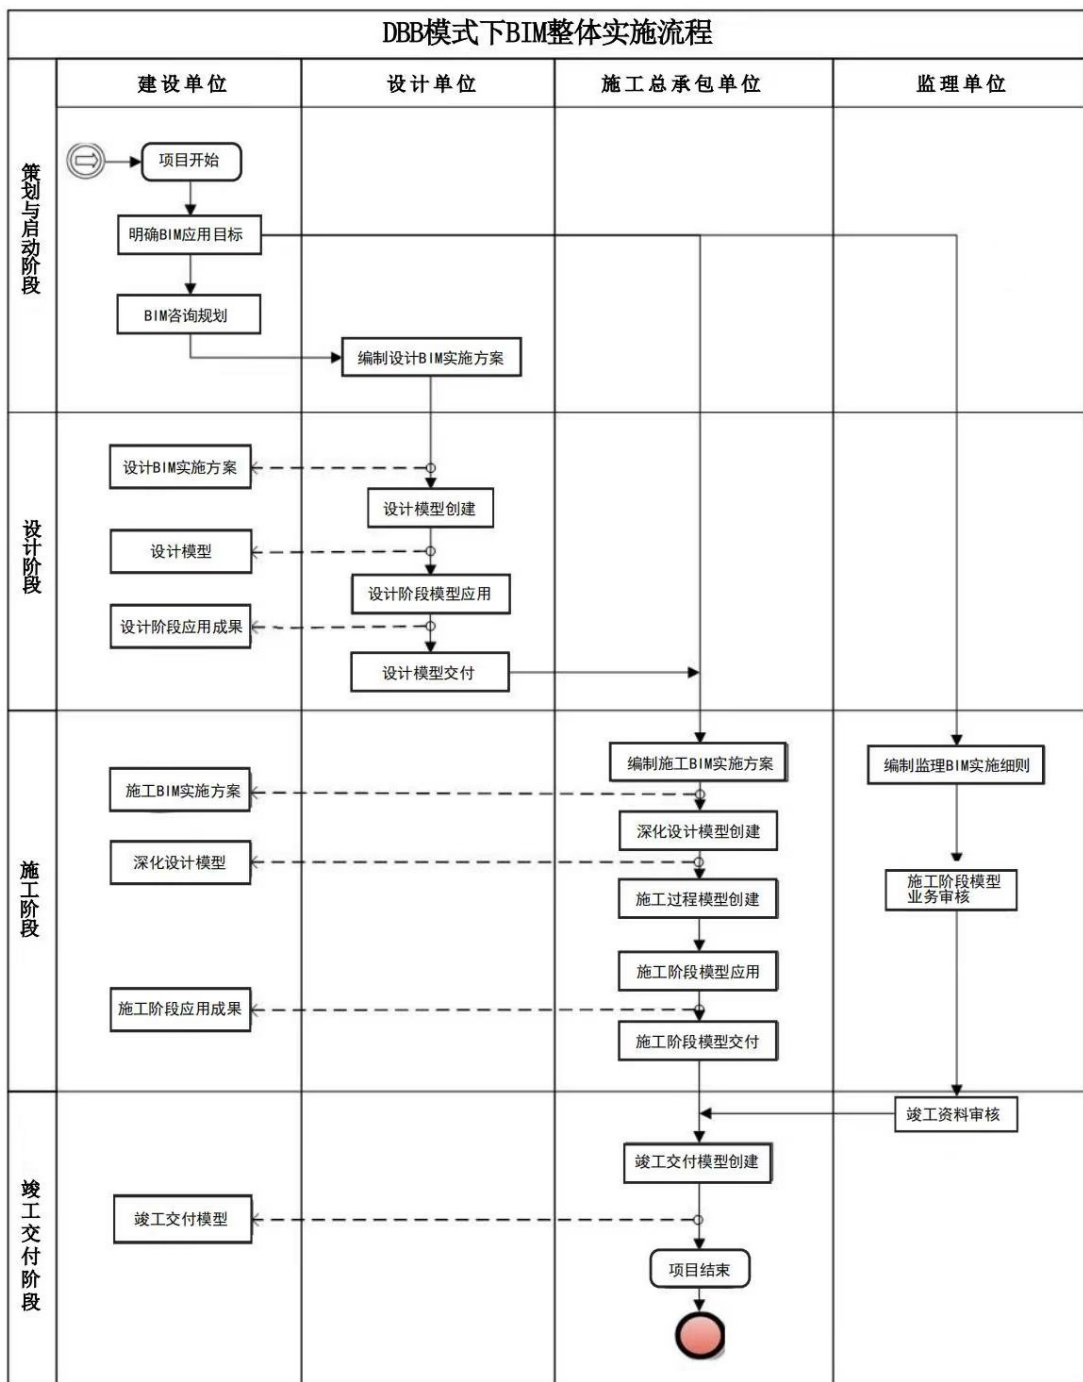 DBB模式下BIM整体实施流程
建设单位
设计单位
施工总承包单位
监理单位
策划与启动阶段
项目开始
明确BIM应用目标
BIM咨询规划
编制设计BIM实施方案
设计阶段
设计BIM实施方案
设计模型创建
设计模型
设计阶段模型应用
设计阶段应用成果
设计模型交付
施工阶段
编制施工BIM实施方案
编制监理BIM实施细则
施工BIM实施方案
深化设计模型创建
深化设计模型
施工过程模型创建
施工阶段模型
业务审核
施工阶段模型应用
施工阶段应用成果
施工阶段模型交付
竣工交付阶段
竣工资料审核
竣工交付模型创建
竣工交付模型
项目结束